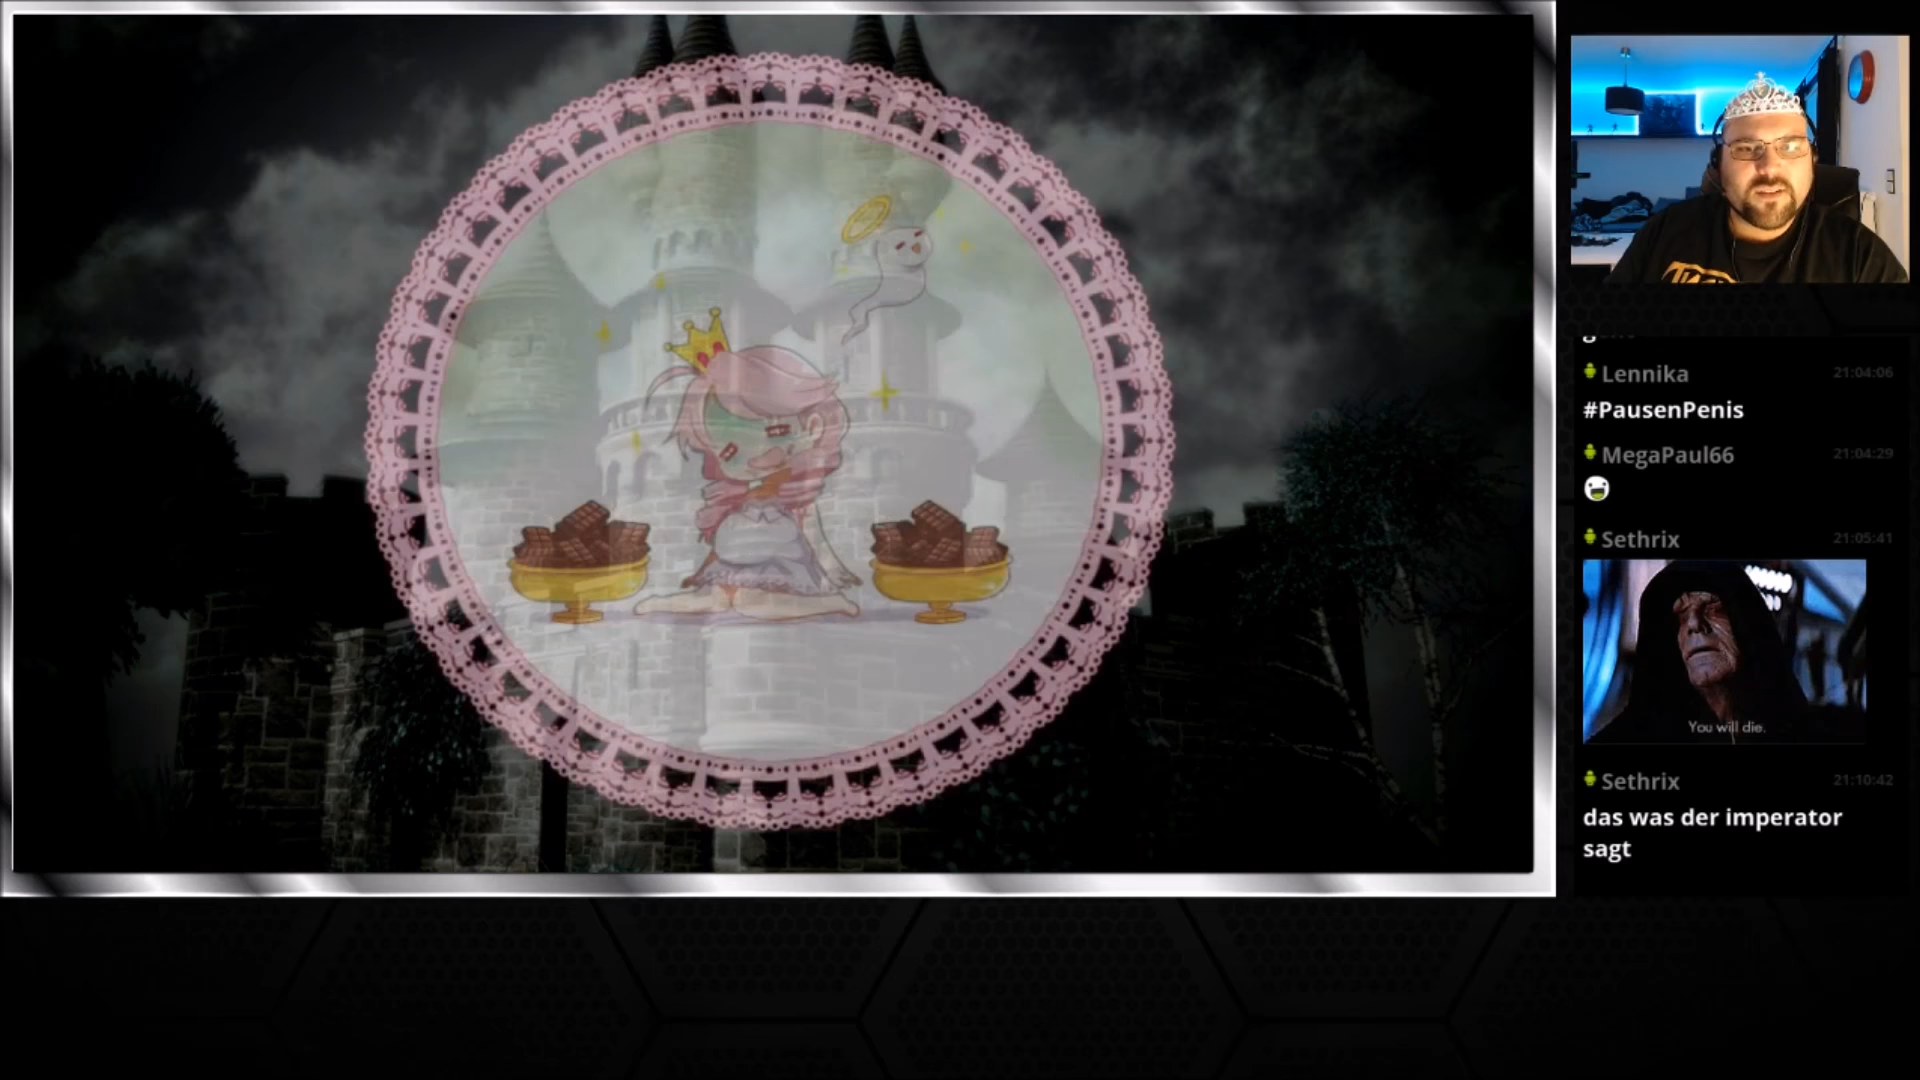 Lennika 21:04:06
#PausenPenis
MegaPaul66 21:04:29
Sethrix 21:05:41
You will die.
Sethrix 21:10:42
das was der imperator
sagt